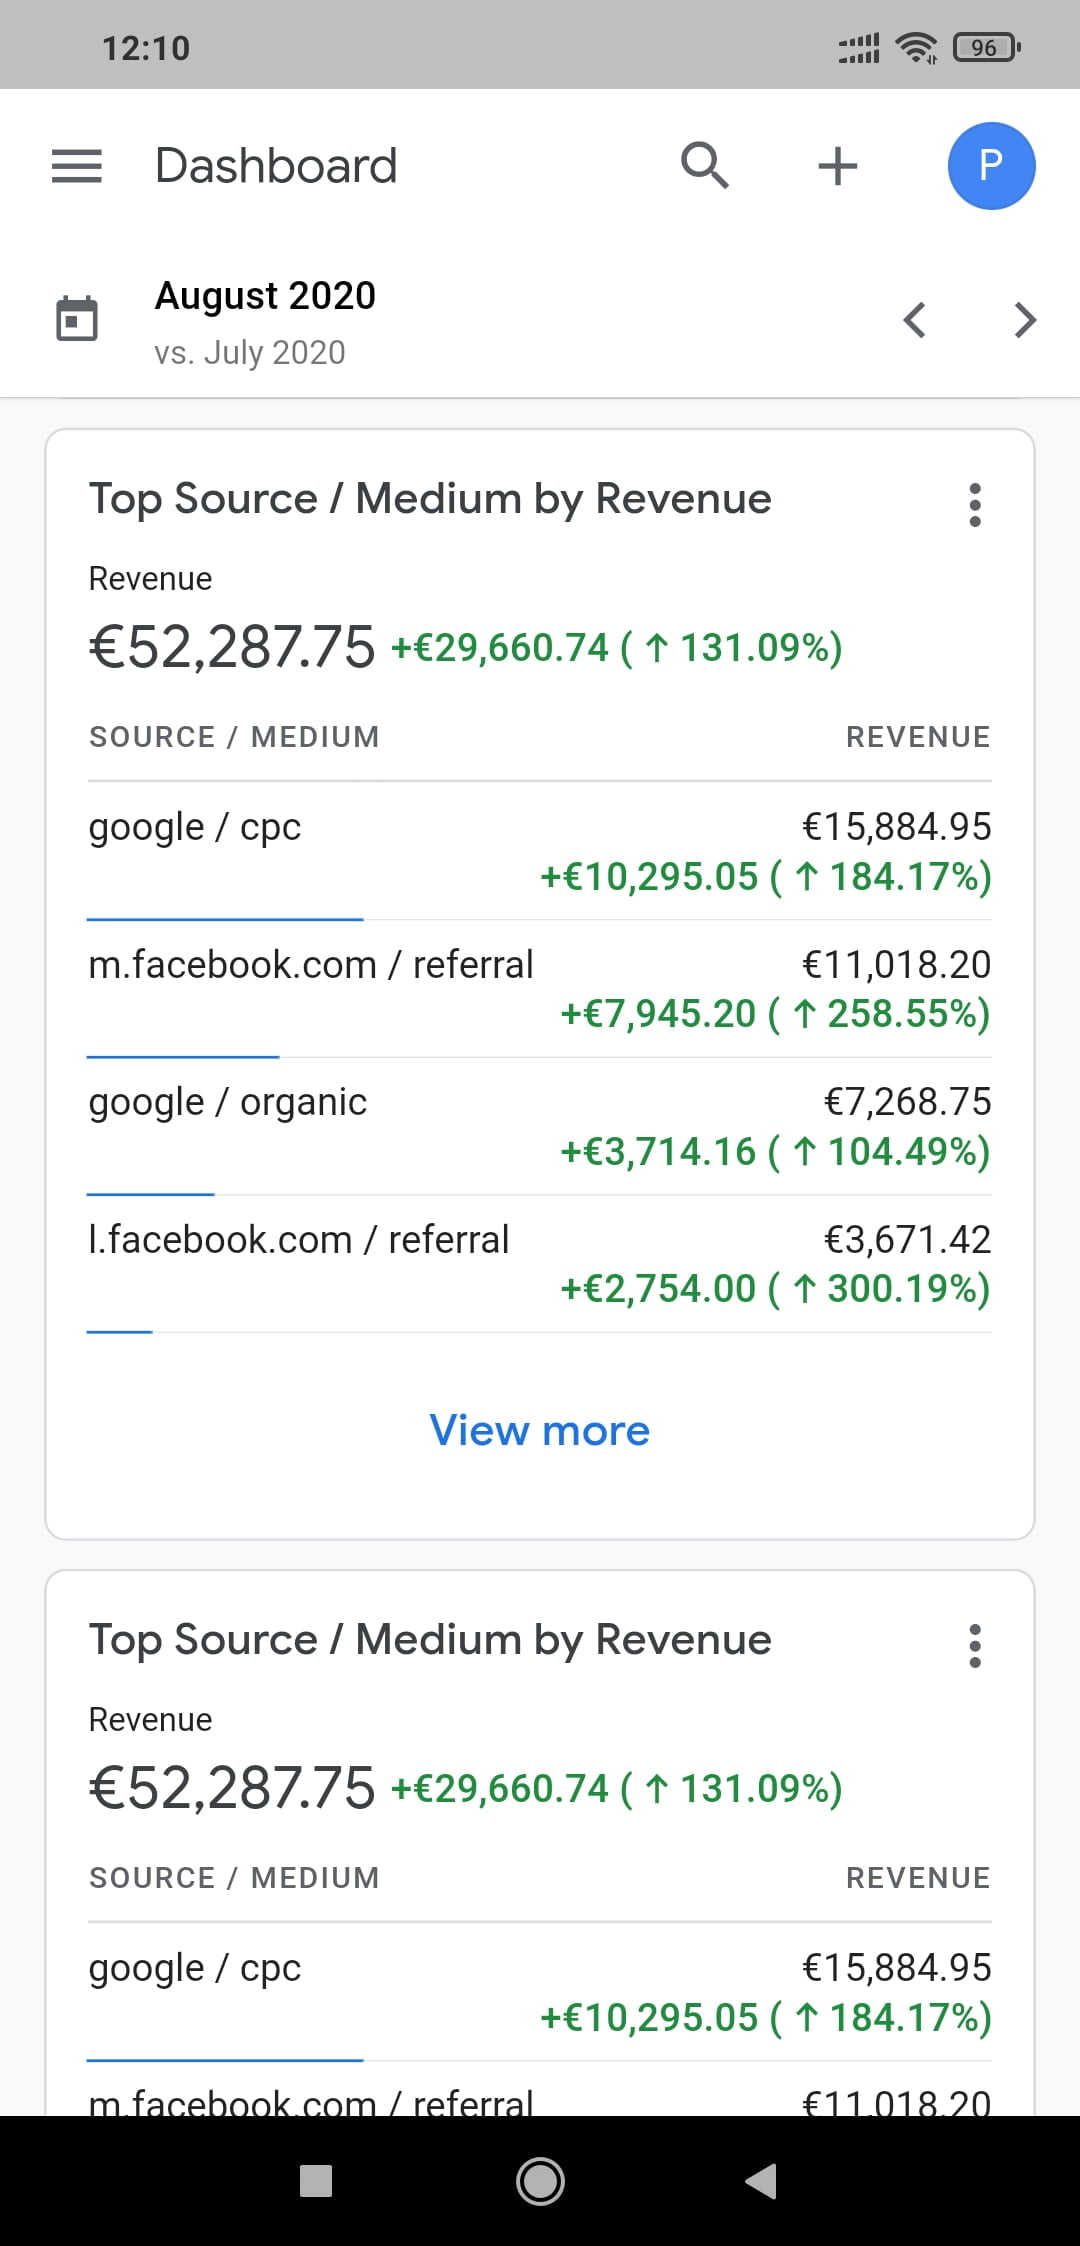 12:10
96
Dashboard
P
August 2020
vs. July 2020
Top Source / Medium by Revenue
Revenue
€52,287.75 +€29,660.74 ( ↑ 131.09%)
SOURCE / MEDIUM REVENUE
google / cpc €15,884.95
+€10,295.05 ( ↑ 184.17%)
m.facebook.com / referral €11,018.20
+€7,945.20 ( ↑ 258.55%)
google / organic €7,268.75
+€3,714.16 ( ↑ 104.49%)
l.facebook.com / referral €3,671.42
+€2,754.00 ( ↑ 300.19%)
View more
Top Source / Medium by Revenue
Revenue
€52,287.75 +€29,660.74 ( ↑ 131.09%)
SOURCE / MEDIUM REVENUE
google / cpc €15,884.95
+€10,295.05 ( ↑ 184.17%)
m.facebook.com / referral €11,018.20